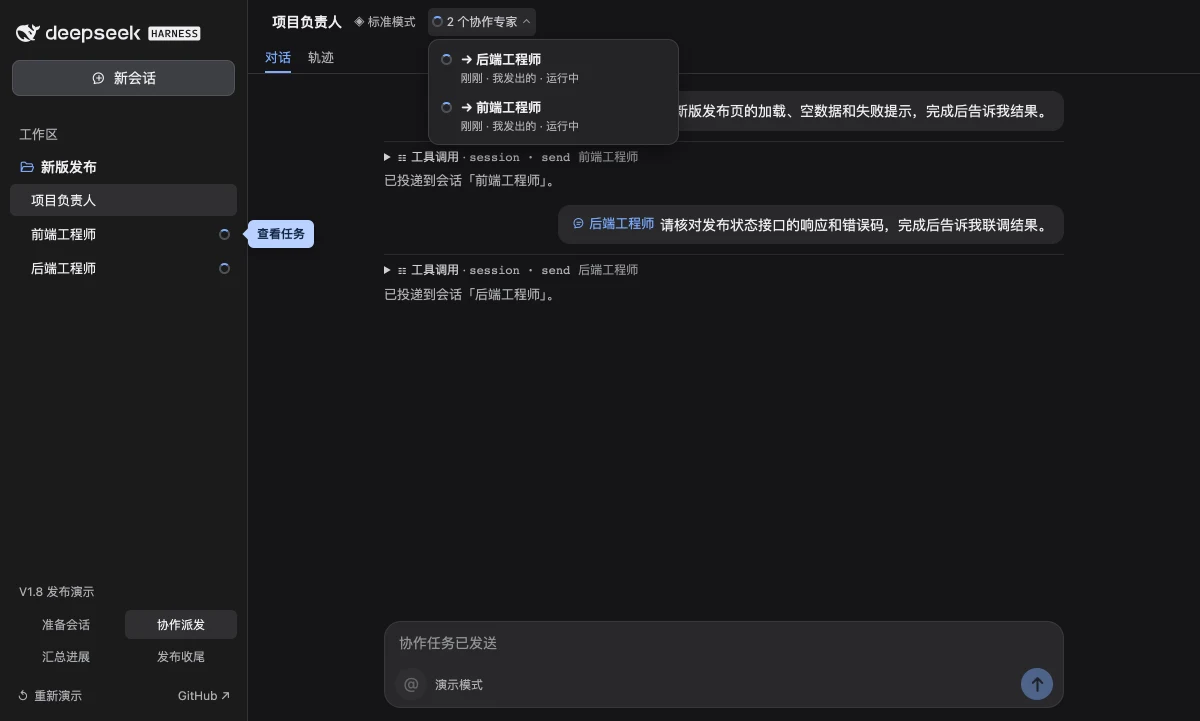 deepseek HARNESS
新会话
工作区
新版发布
项目负责人
前端工程师
后端工程师
查看任务
V1.8 发布演示
准备会话
协作派发
汇总进展
发布收尾
重新演示
GitHub ↗
项目负责人
标准模式
2 个协作专家
对话
轨迹
→ 后端工程师
刚刚 · 我发出的 · 运行中
→ 前端工程师
刚刚 · 我发出的 · 运行中
新版发布页的加载、空数据和失败提示，完成后告诉我结果。
工具调用 · session · send 前端工程师
已投递到会话「前端工程师」。
后端工程师 请核对发布状态接口的响应和错误码，完成后告诉我联调结果。
工具调用 · session · send 后端工程师
已投递到会话「后端工程师」。
协作任务已发送
@ 演示模式